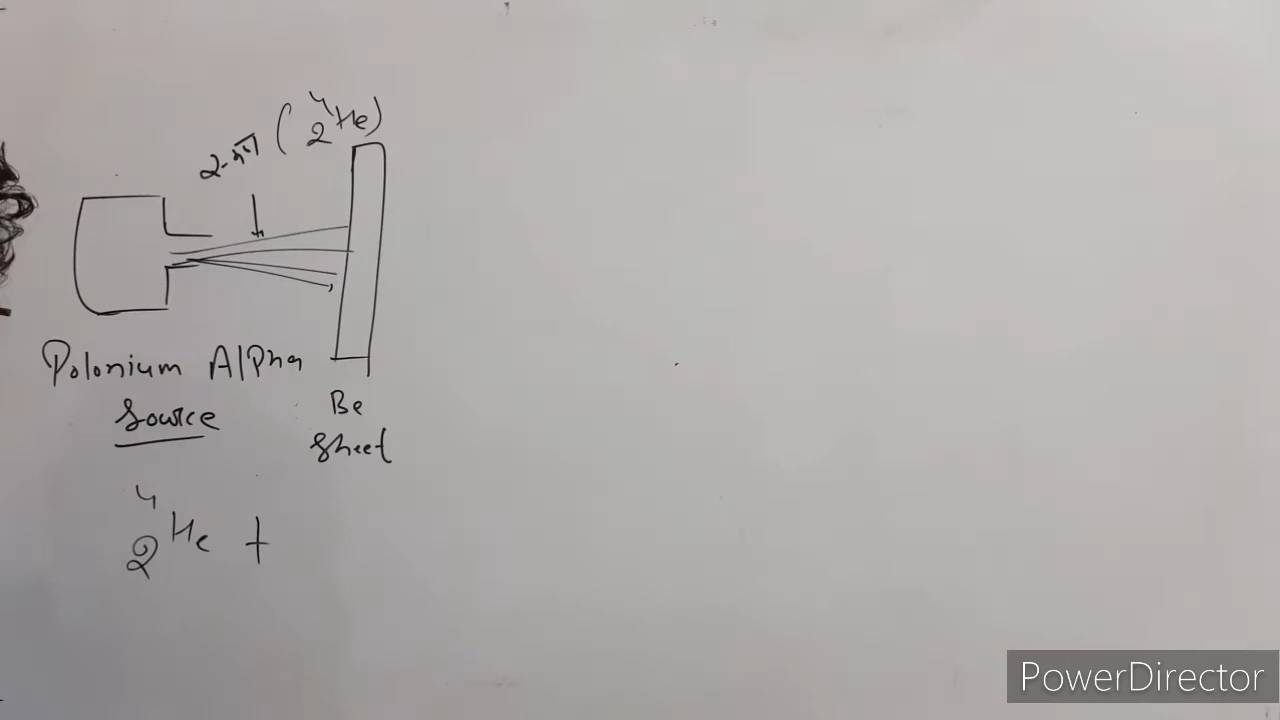 (⁴₂He)
Polonium Alpha
Source
Be
Sheet
⁴₂He +
PowerDirector